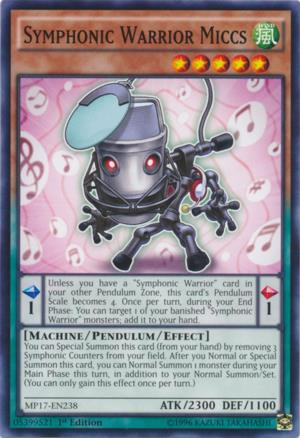 SYMPHONIC WARRIOR MICCS
WIND
風
Unless you have a "Symphonic Warrior" card in
your other Pendulum Zone, this card's Pendulum
Scale becomes 4. Once per turn, during your End
Phase: You can target 1 of your banished "Symphonic
Warrior" monsters; add it to your hand.
1
1
[MACHINE/PENDULUM/EFFECT]
You can Special Summon this card (from your hand) by removing 3
Symphonic Counters from your field. After you Normal or Special
Summon this card, you can Normal Summon 1 monster during your
Main Phase this turn, in addition to your Normal Summon/Set.
(You can only gain this effect once per turn.)
MP17-EN238
ATK/2300 DEF/1100
05399521
1st Edition
©1996 KAZUKI TAKAHASHI